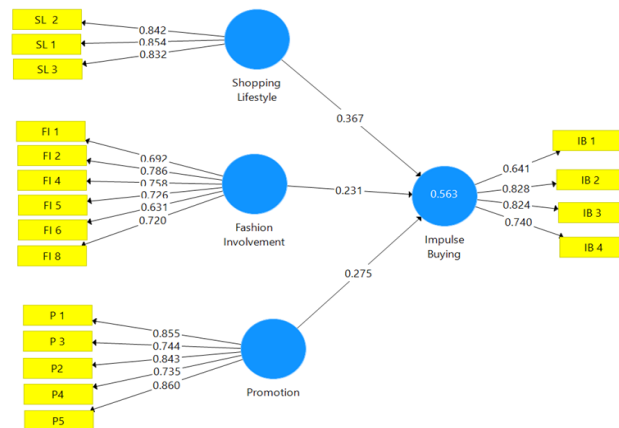 SL 2
SL 1
SL 3
0.842
0.854
0.832
Shopping
Lifestyle
0.367
FI 1
FI 2
FI 4
FI 5
FI 6
FI 8
0.692
0.786
0.758
0.726
0.631
0.720
Fashion
Involvement
0.231
0.563
Impulse
Buying
IB 1
IB 2
IB 3
IB 4
0.641
0.828
0.824
0.740
0.275
P 1
P 3
P2
P4
P5
0.855
0.744
0.843
0.735
0.860
Promotion